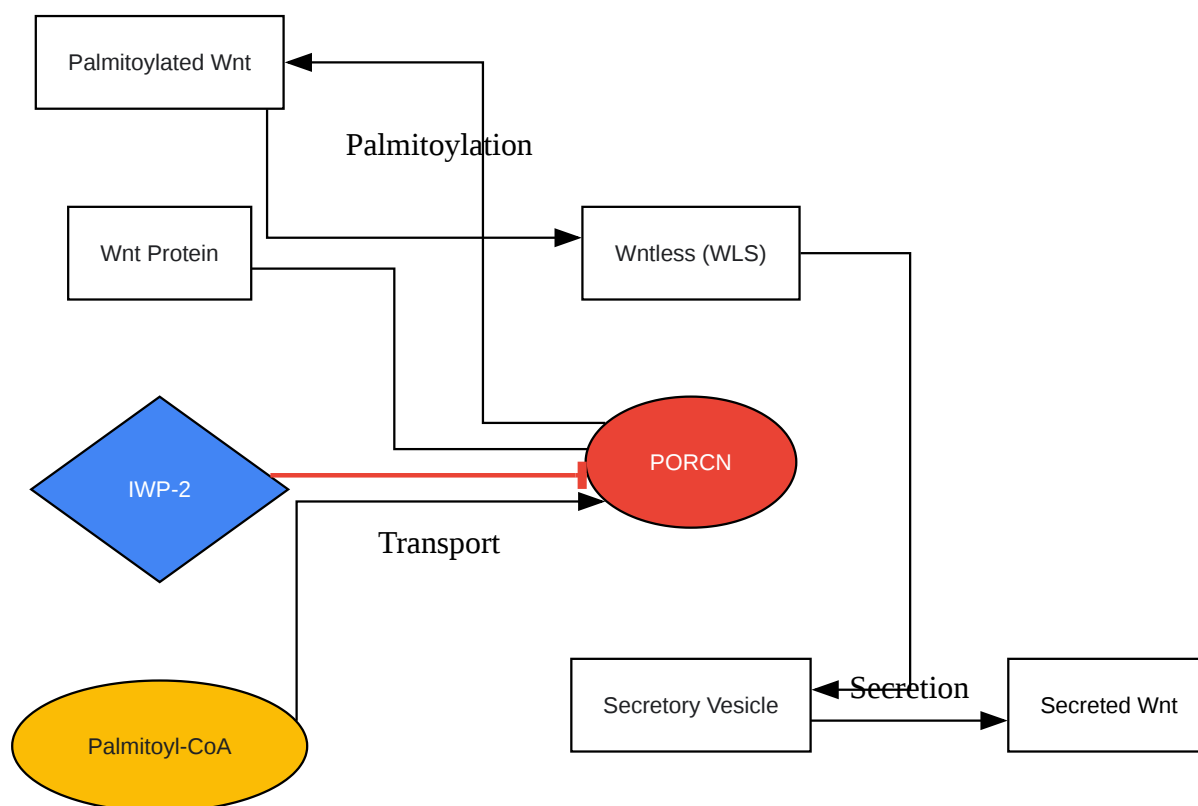 Palmitoylated Wnt
Palmitoylation
Wnt Protein
Wntless (WLS)
PORCN
IWP-2
Transport
Secretion
Secretory Vesicle
Secreted Wnt
Palmitoyl-CoA